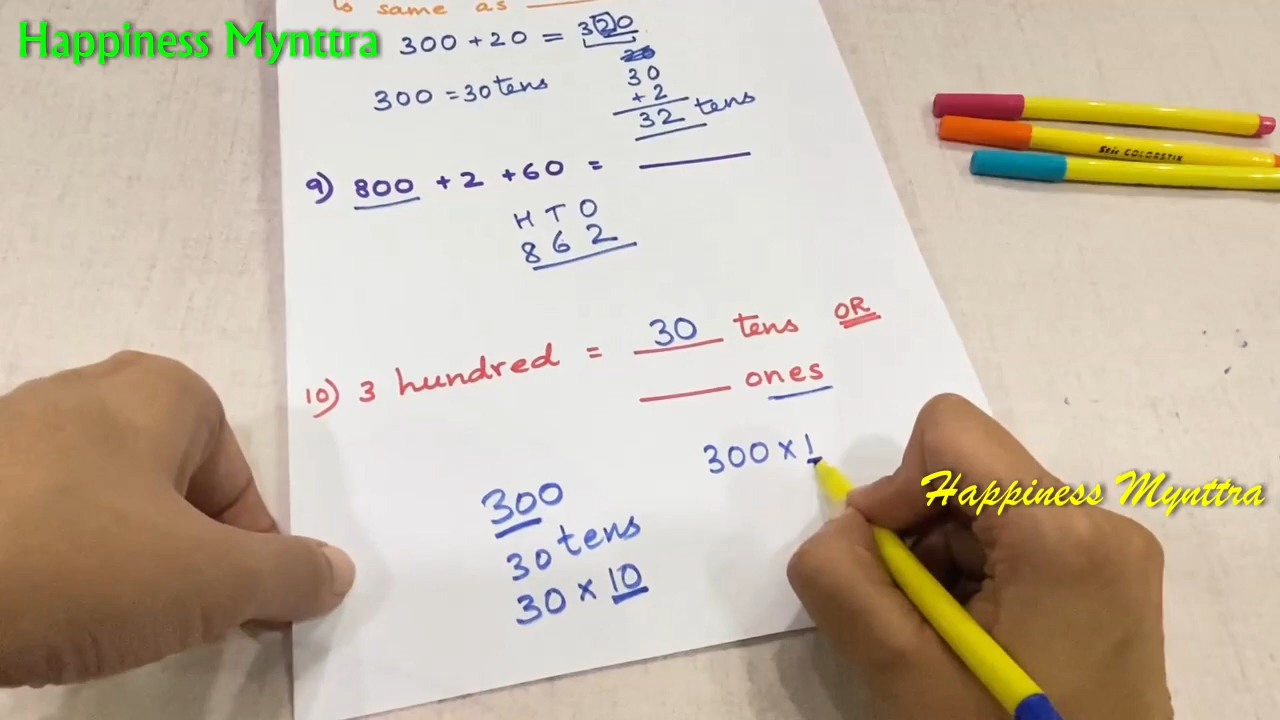 is same as
Happiness Mynttra
300 + 20 = 320
30
300 = 30 tens
+ 2
32 tens
9) 800 + 2 + 60 =
H T O
8 6 2
10) 3 hundred = 30 tens OR
ones
300 × 1
300
30 tens
30 × 10
Happiness Mynttra
Stic COLORSTIX